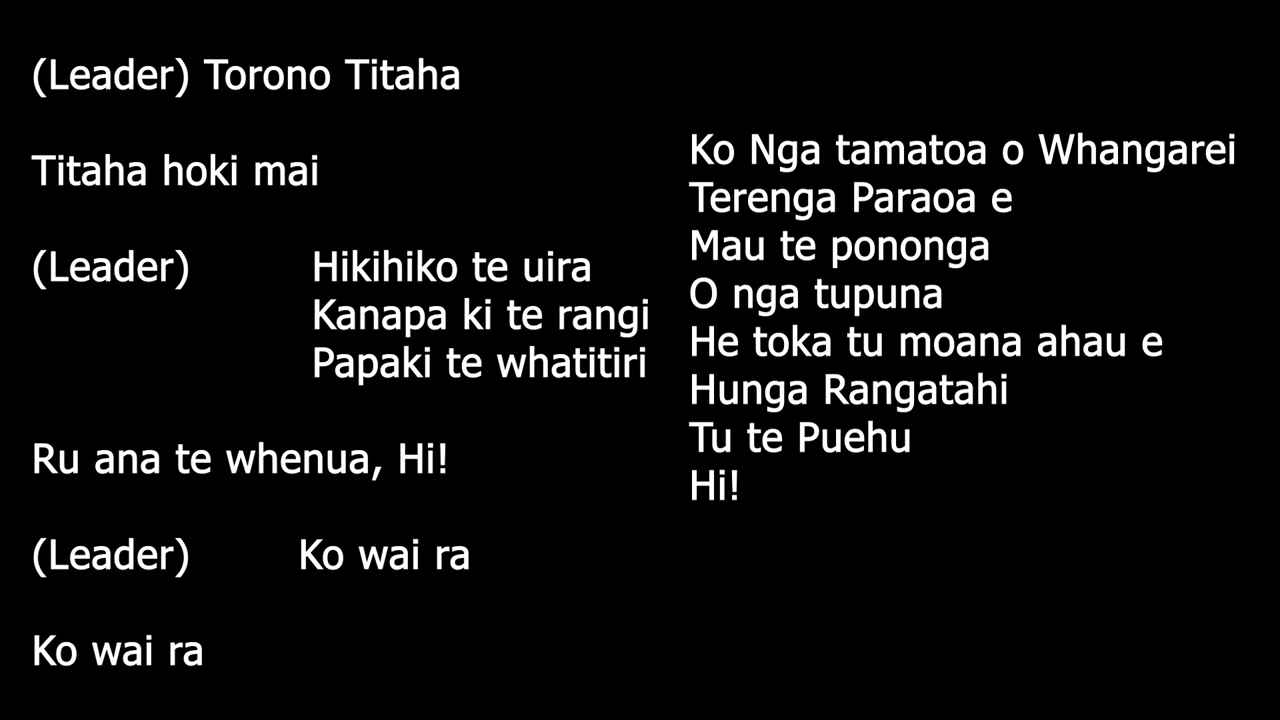 (Leader) Torono Titaha
Titaha hoki mai
(Leader) Hikihiko te uira
Kanapa ki te rangi
Papaki te whatitiri
Ru ana te whenua, Hi!
(Leader) Ko wai ra
Ko wai ra
Ko Nga tamatoa o Whangarei
Terenga Paraoa e
Mau te pononga
O nga tupuna
He toka tu moana ahau e
Hunga Rangatahi
Tu te Puehu
Hi!